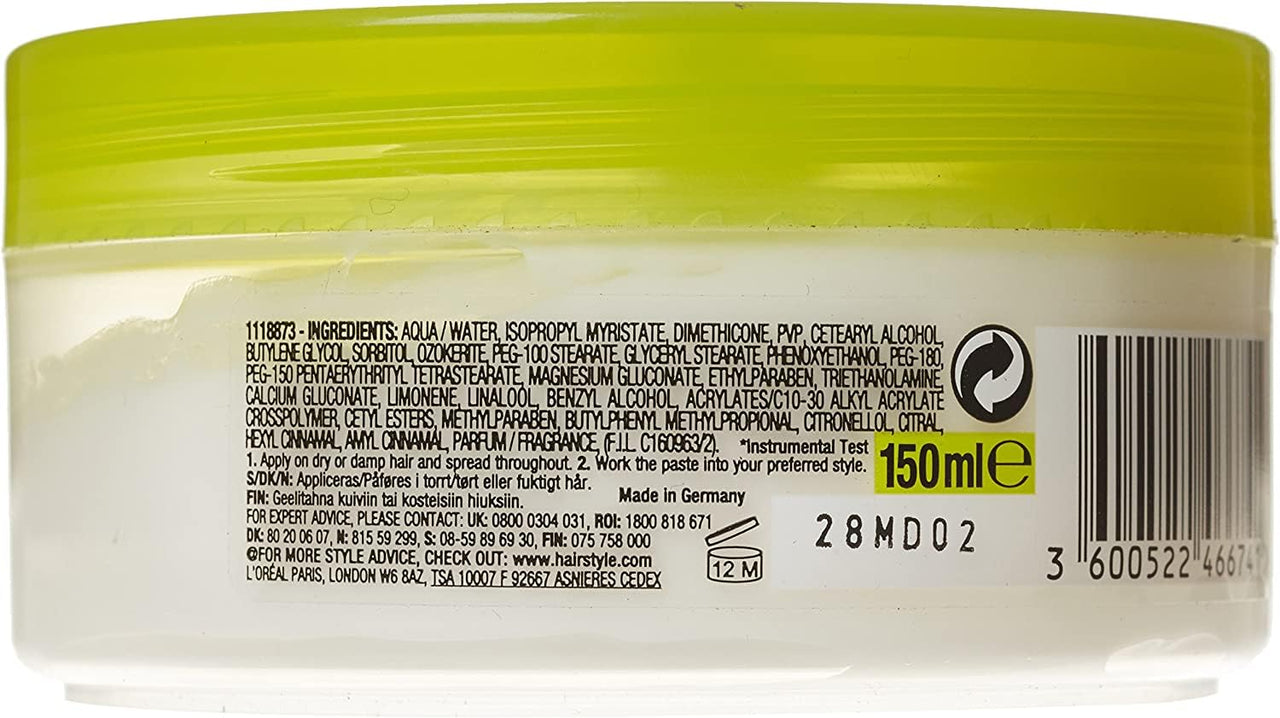 1118873 - INGREDIENTS: AQUA / WATER, ISOPROPYL MYRISTATE, DIMETHICONE, PVP, CETEARYL ALCOHOL,
BUTYLENE GLYCOL, SORBITOL, OZOKERITE, PEG-100 STEARATE, GLYCERYL STEARATE, PHENOXYETHANOL, PEG-180,
PEG-150 PENTAERYTHRITYL TETRASTEARATE, MAGNESIUM GLUCONATE, ETHYLPARABEN, TRIETHANOLAMINE,
CALCIUM GLUCONATE, LIMONENE, LINALOOL, BENZYL ALCOHOL, ACRYLATES/C10-30 ALKYL ACRYLATE
CROSSPOLYMER, CETYL ESTERS, METHYLPARABEN, BUTYLPHENYL METHYLPROPIONAL, CITRONELLOL, CITRAL,
HEXYL CINNAMAL, AMYL CINNAMAL, PARFUM / FRAGRANCE, (F.I.L. C160963/2). *Instrumental Test
1. Apply on dry or damp hair and spread throughout. 2. Work the paste into your preferred style.
S/DK/N: Appliceras/Påføres i torrt/tørt eller fuktigt hår.
FIN: Geelitahna kuiviin tai kosteisiin hiuksiin.
Made in Germany
FOR EXPERT ADVICE, PLEASE CONTACT: UK: 0800 0304 031, ROI: 1800 818 671
DK: 80 20 06 07, N: 815 59 299, S: 08-59 89 69 30, FIN: 075 758 000
@FOR MORE STYLE ADVICE, CHECK OUT: www.hairstyle.com
L'ORÉAL PARIS, LONDON W6 8AZ, TSA 10007 F 92667 ASNIERES CEDEX
12 M
150ml e
28MD02
3 600522 46674